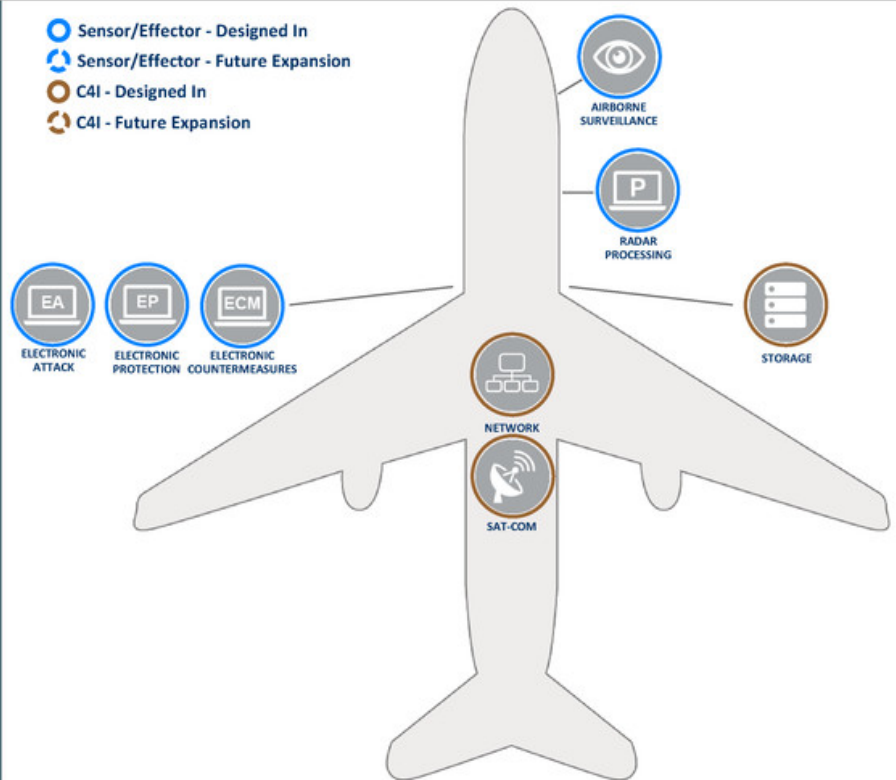 Sensor/Effector - Designed In
Sensor/Effector - Future Expansion
C4I - Designed In
C4I - Future Expansion
AIRBORNE
SURVEILLANCE
P
RADAR
PROCESSING
EA
ELECTRONIC
ATTACK
EP
ELECTRONIC
PROTECTION
ECM
ELECTRONIC
COUNTERMEASURES
STORAGE
NETWORK
SAT-COM